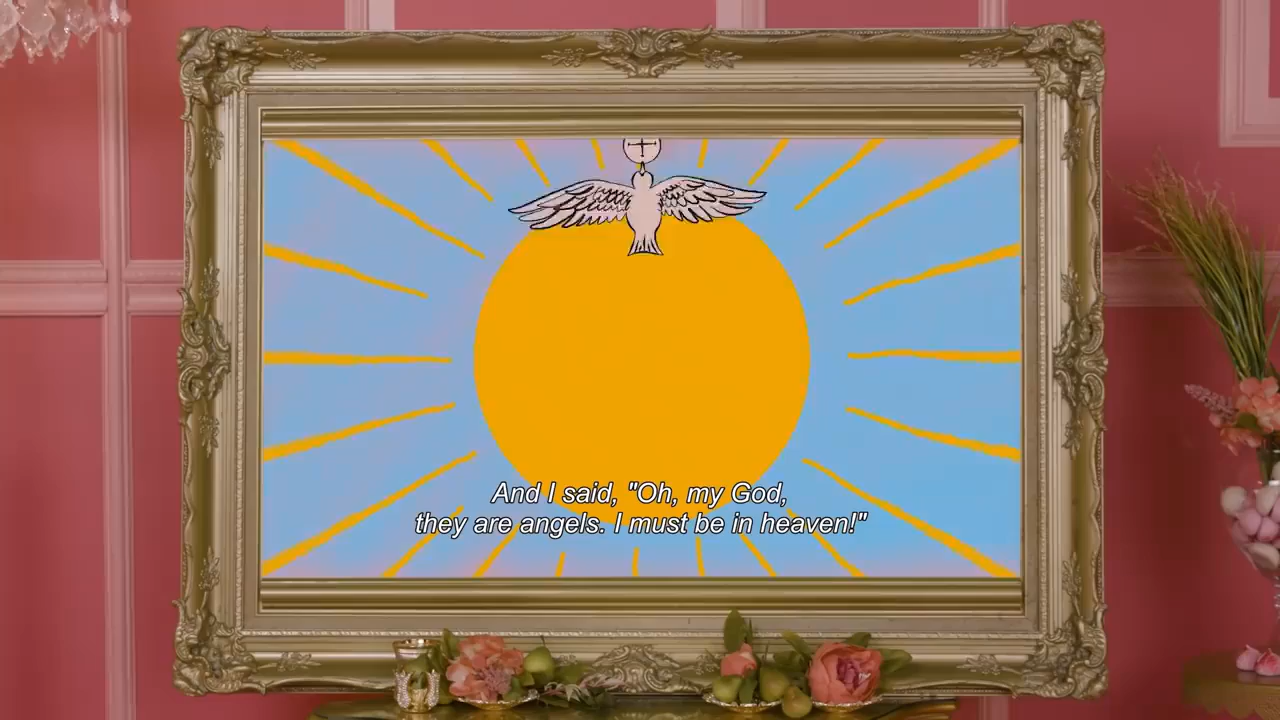 And I said, "Oh, my God,
they are angels. I must be in heaven!"